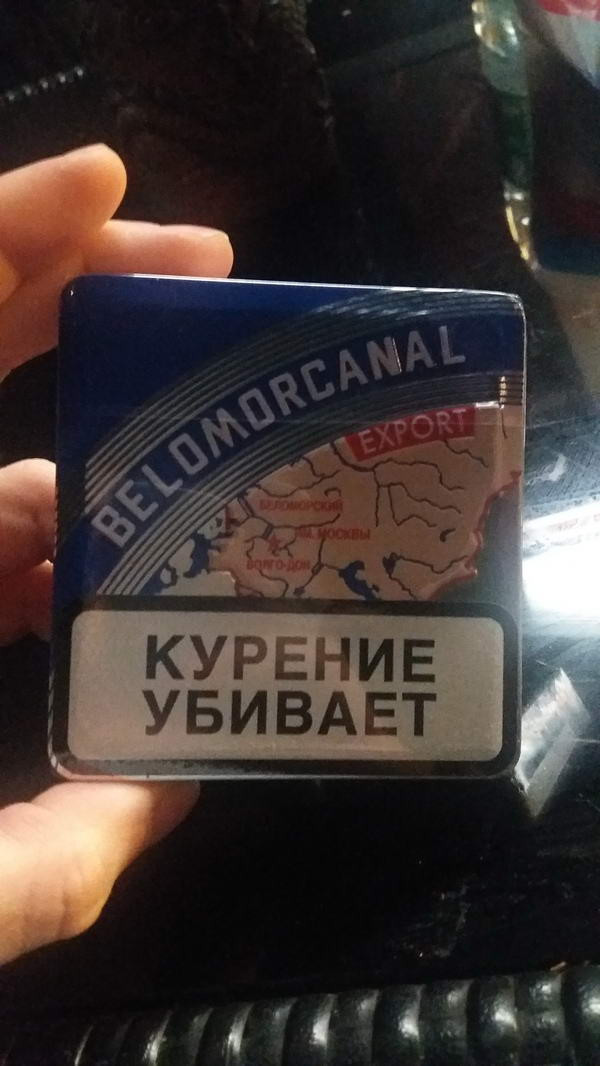 BELOMORCANAL
EXPORT
БЕЛОМОРСКИЙ
ИМ. МОСКВЫ
ВОЛГО-ДОН
КУРЕНИЕ
УБИВАЕТ